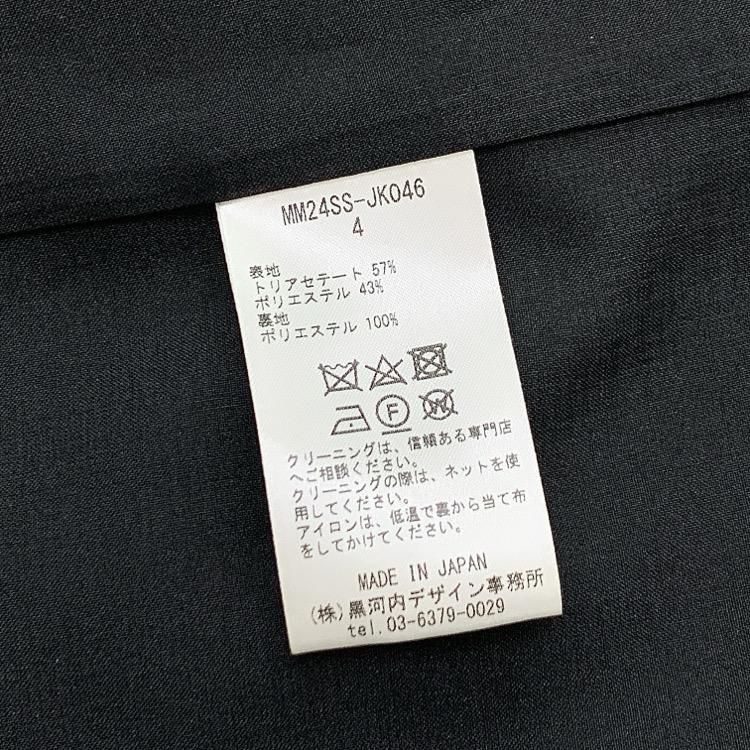 MM24SS-JK046
4
表地
トリアセテート 57%
ポリエステル 43%
裏地
ポリエステル 100%
F
W
クリーニングは、信頼ある専門店
へご相談ください。
クリーニングの際は、ネットを使
用してください。
アイロンは、低温で裏から当て布
をしてかけてください。
MADE IN JAPAN
(株)黒河内デザイン事務所
tel.03-6379-0029